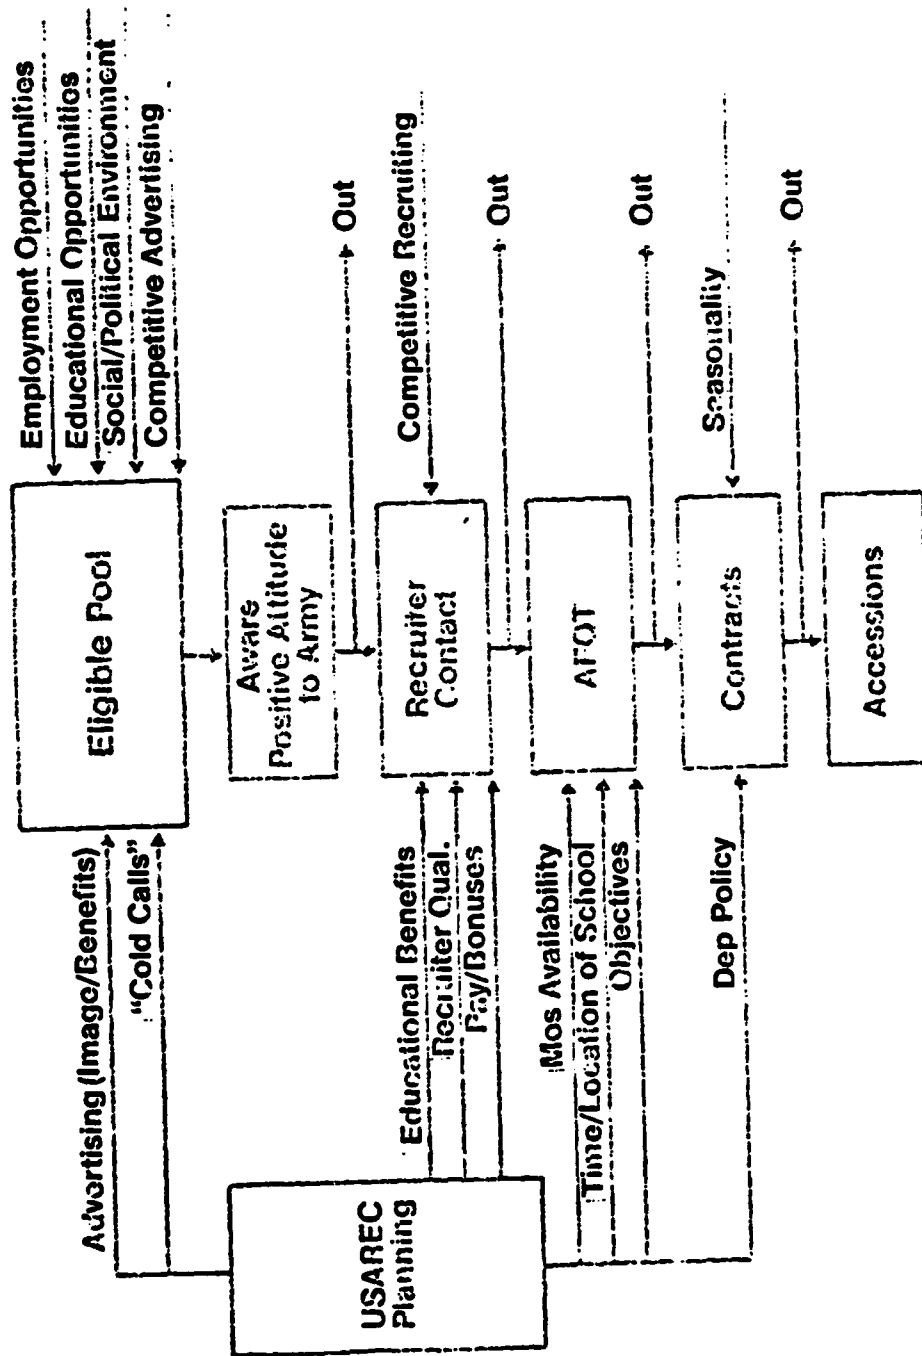 Employment Opportunities
Educational Opportunities
Social/Political Environment
Competitive Advertising
Eligible Pool
Advertising (Image/Benefits)
"Cold Calls"
Aware
Positive Attitude
to Army
Out
Competitive Recruiting
Recruiter
Contact
Educational Benefits
Recruiter Qual.
Pay/Bonuses
USAREC
Planning
Out
AFQT
Mos Availability
Time/Location of School
Objectives
Out
Seasonality
Contracts
Dep Policy
Out
Accessions